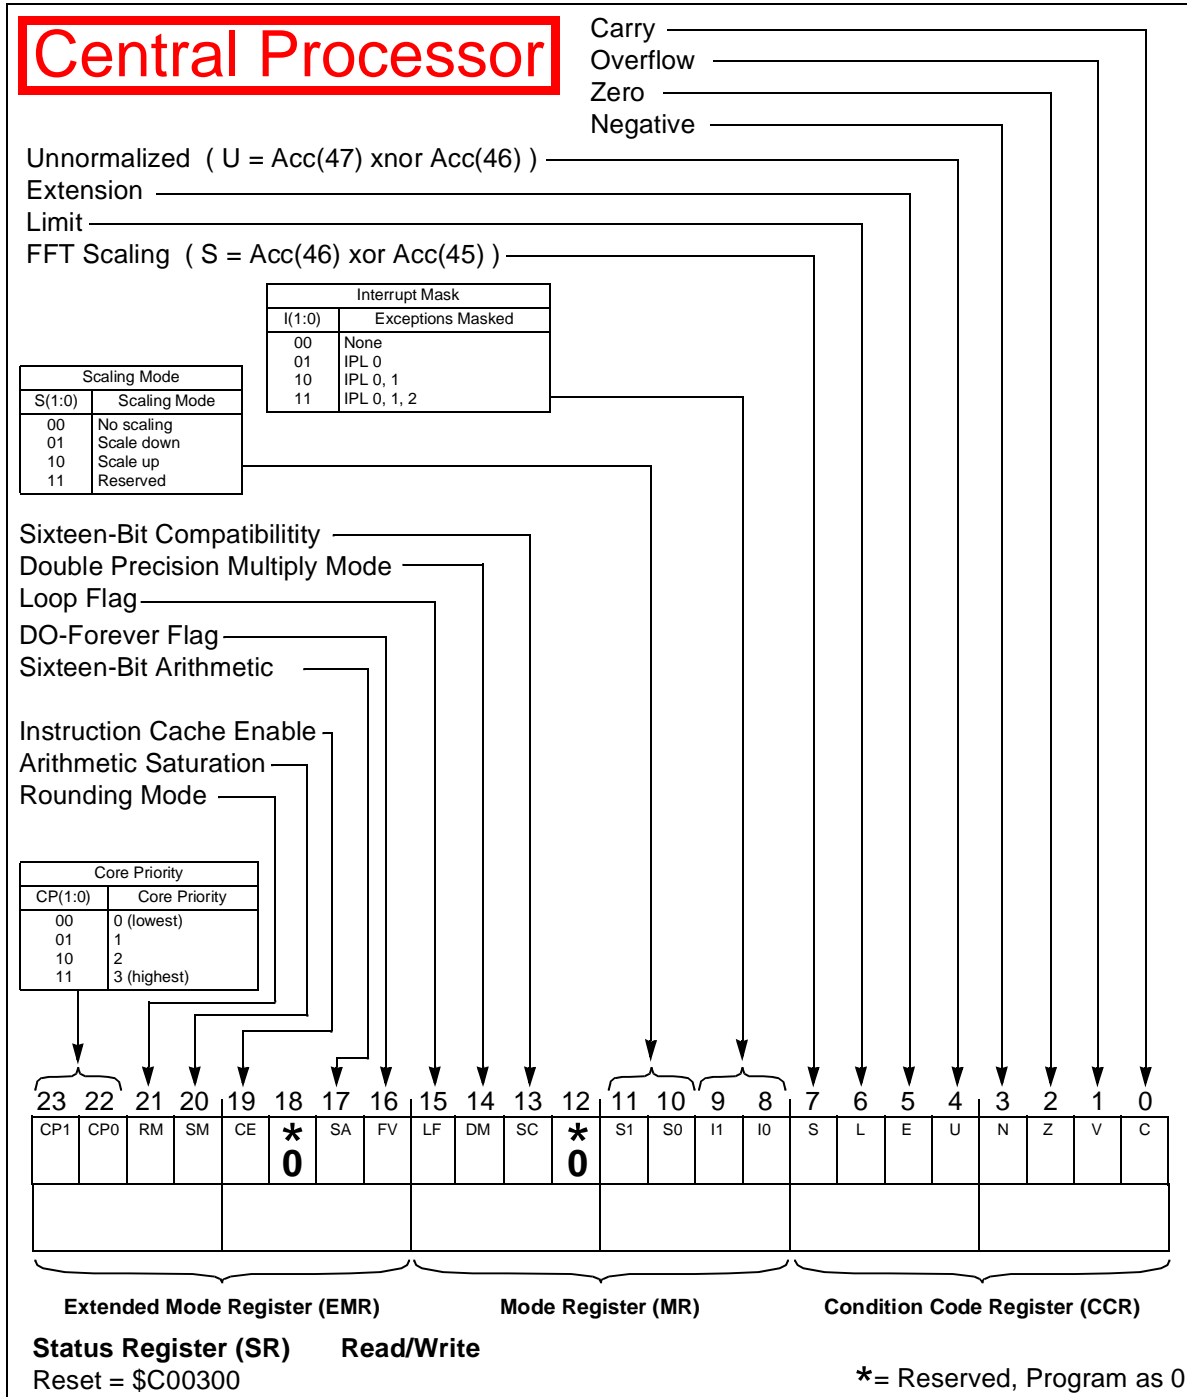 Central Processor
Carry
Overflow
Zero
Negative
Unnormalized ( U = Acc(47) xnor Acc(46) )
Extension
Limit
FFT Scaling ( S = Acc(46) xor Acc(45) )
Interrupt Mask
I(1:0) Exceptions Masked
00 None
01 IPL 0
10 IPL 0, 1
11 IPL 0, 1, 2
Scaling Mode
S(1:0) Scaling Mode
00 No scaling
01 Scale down
10 Scale up
11 Reserved
Sixteen-Bit Compatibilitity
Double Precision Multiply Mode
Loop Flag
DO-Forever Flag
Sixteen-Bit Arithmetic
Instruction Cache Enable
Arithmetic Saturation
Rounding Mode
Core Priority
CP(1:0) Core Priority
00 0 (lowest)
01 1
10 2
11 3 (highest)
23 22 21 20 19 18 17 16 15 14 13 12 11 10 9 8 7 6 5 4 3 2 1 0
CP1 CP0 RM SM CE * SA FV LF DM SC * S1 S0 I1 I0 S L E U N Z V C
0 0
Extended Mode Register (EMR) Mode Register (MR) Condition Code Register (CCR)
Status Register (SR) Read/Write
Reset = $C00300
*= Reserved, Program as 0